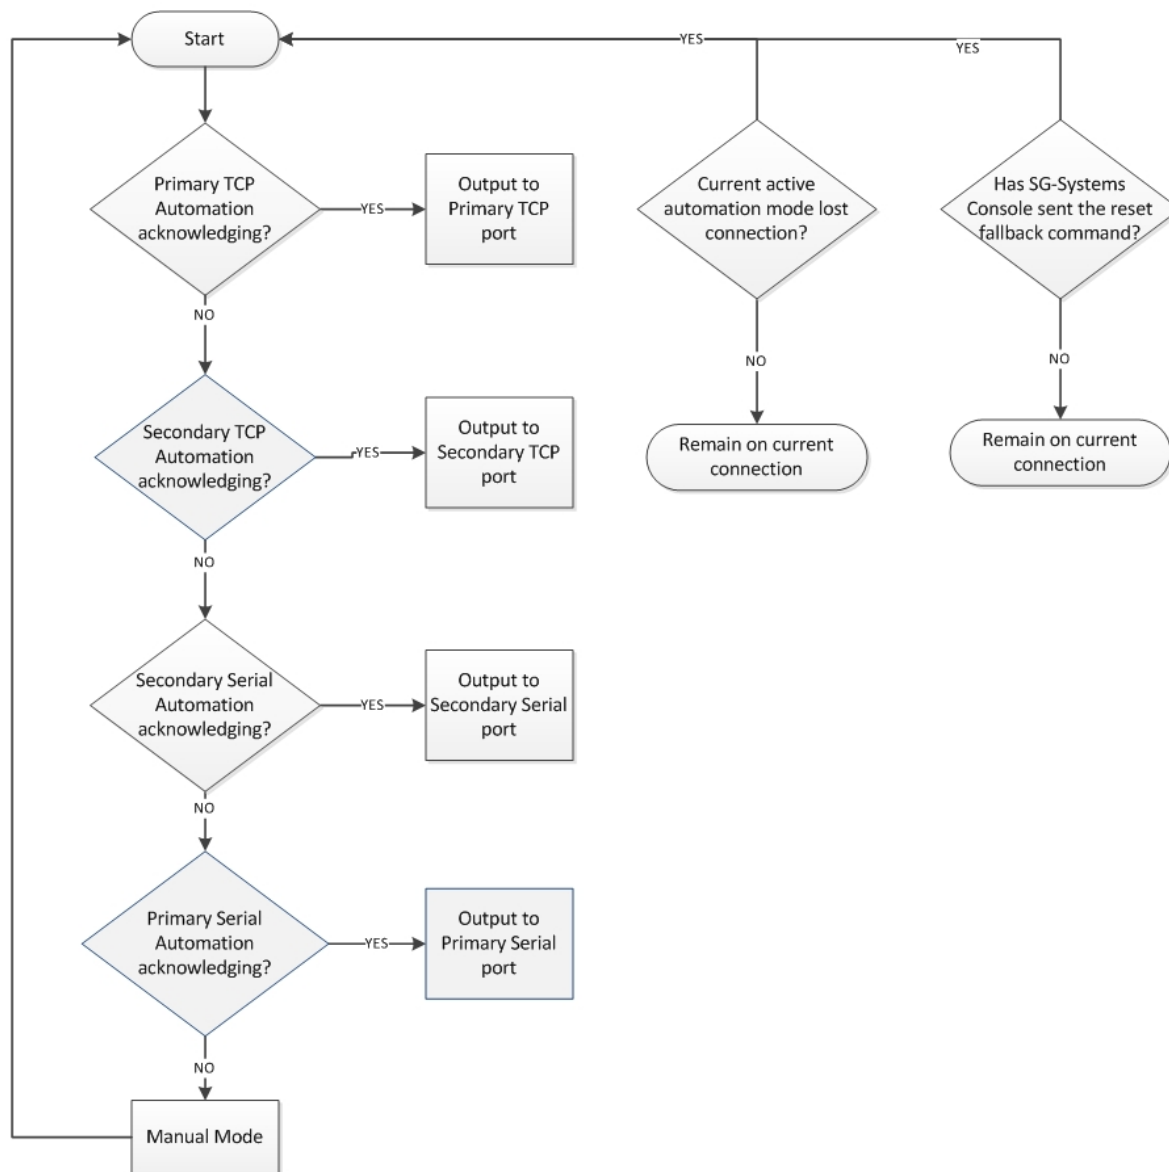 Start
YES
YES
Primary TCP
Automation
acknowledging?
YES
Output to
Primary TCP
port
Current active
automation mode lost
connection?
Has SG-Systems
Console sent the reset
fallback command?
NO
NO
NO
Secondary TCP
Automation
acknowledging?
YES
Output to
Secondary TCP
port
Remain on current
connection
Remain on current
connection
NO
Secondary Serial
Automation
acknowledging?
YES
Output to
Secondary Serial
port
NO
Primary Serial
Automation
acknowledging?
YES
Output to
Primary Serial
port
NO
Manual Mode